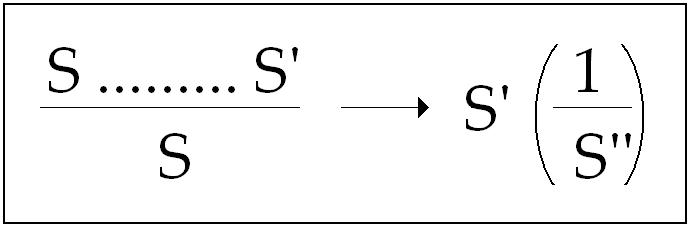 S ......... S'
S
S' ( 1
S" )